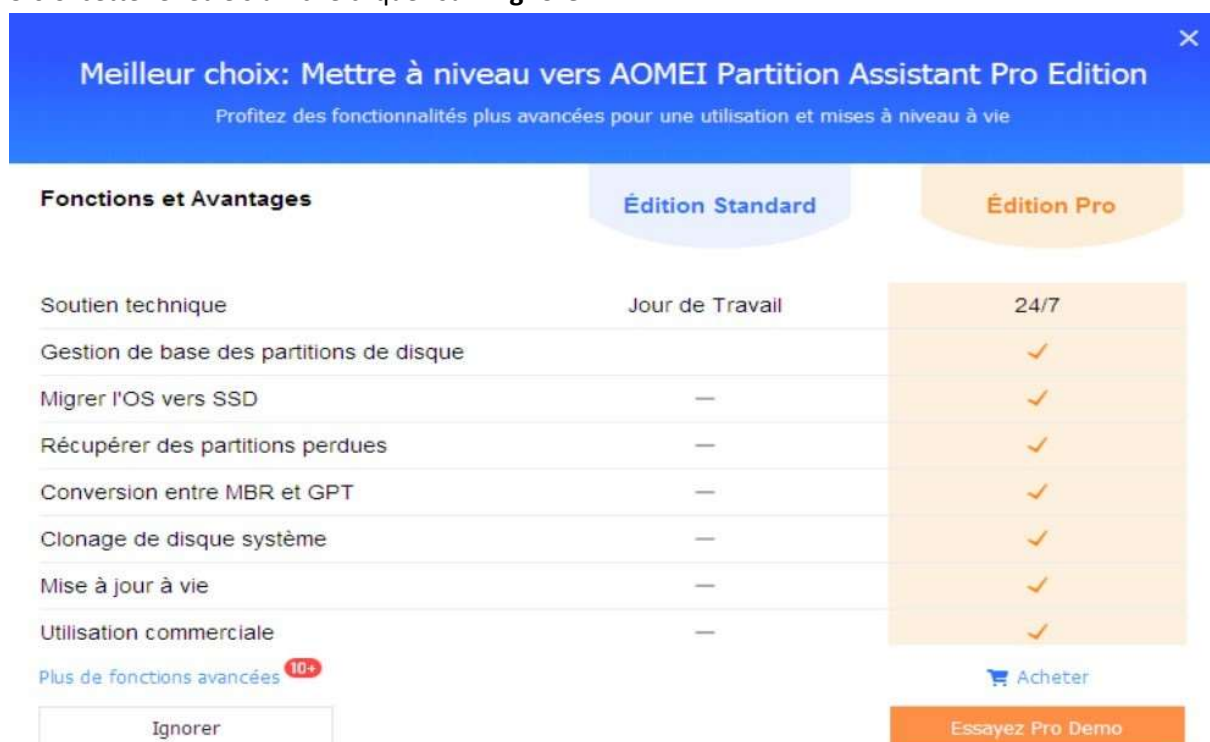 Meilleur choix: Mettre à niveau vers AOMEI Partition Assistant Pro Edition
Profitez des fonctionnalités plus avancées pour une utilisation et mises à niveau à vie
Fonctions et Avantages Édition Standard Édition Pro
Soutien technique Jour de Travail 24/7
Gestion de base des partitions de disque
Migrer l'OS vers SSD —
Récupérer des partitions perdues —
Conversion entre MBR et GPT —
Clonage de disque système —
Mise à jour à vie —
Utilisation commerciale —
Plus de fonctions avancées 10+ Acheter
Ignorer Essayez Pro Demo